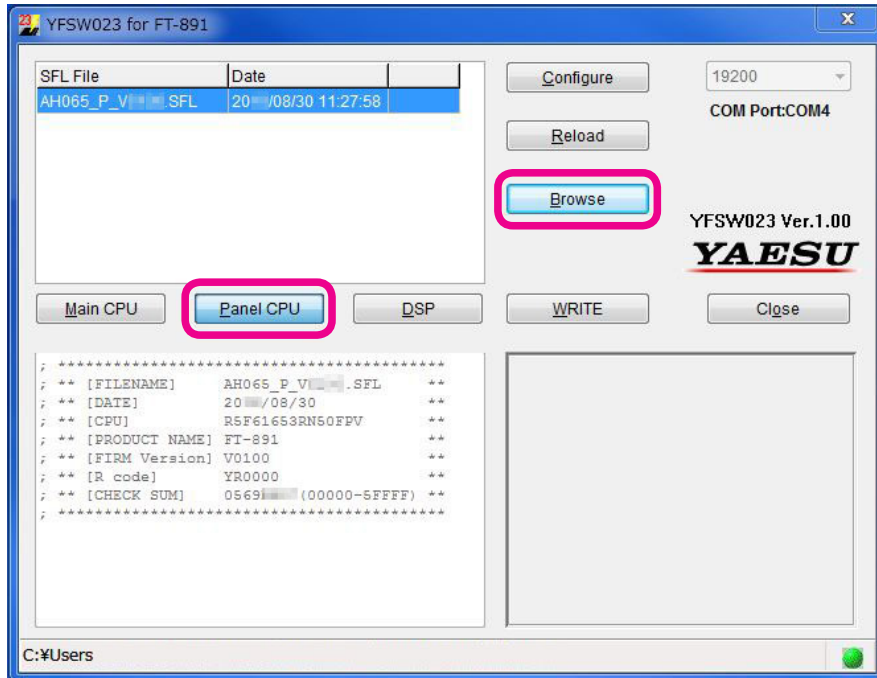 YFSW023 for FT-891
SFL File Date
AH065_P_V .SFL 20 /08/30 11:27:58
Configure
19200
COM Port:COM4
Reload
Browse
YFSW023 Ver.1.00
YAESU
Main CPU Panel CPU DSP WRITE Close
; ******************************************
; ** [FILENAME] AH065_P_V .SFL **
; ** [DATE] 20 /08/30 **
; ** [CPU] R5F61653RN50FPV **
; ** [PRODUCT NAME] FT-891 **
; ** [FIRM Version] V0100 **
; ** [R code] YR0000 **
; ** [CHECK SUM] 0569 (00000-5FFFF) **
; ******************************************
C:¥Users